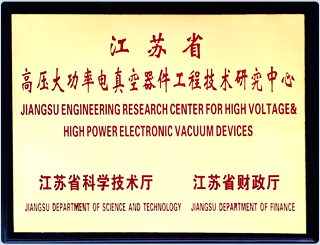 江苏省
高压大功率电真空器件工程技术研究中心
JIANGSU ENGINEERING RESEARCH CENTER FOR HIGH VOLTAGE&
HIGH POWER ELECTRONIC VACUUM DEVICES
江苏省科学技术厅 江苏省财政厅
JIANGSU DEPARTMENT OF SCIENCE AND TECHNOLOGY JIANGSU DEPARTMENT OF FINANCE